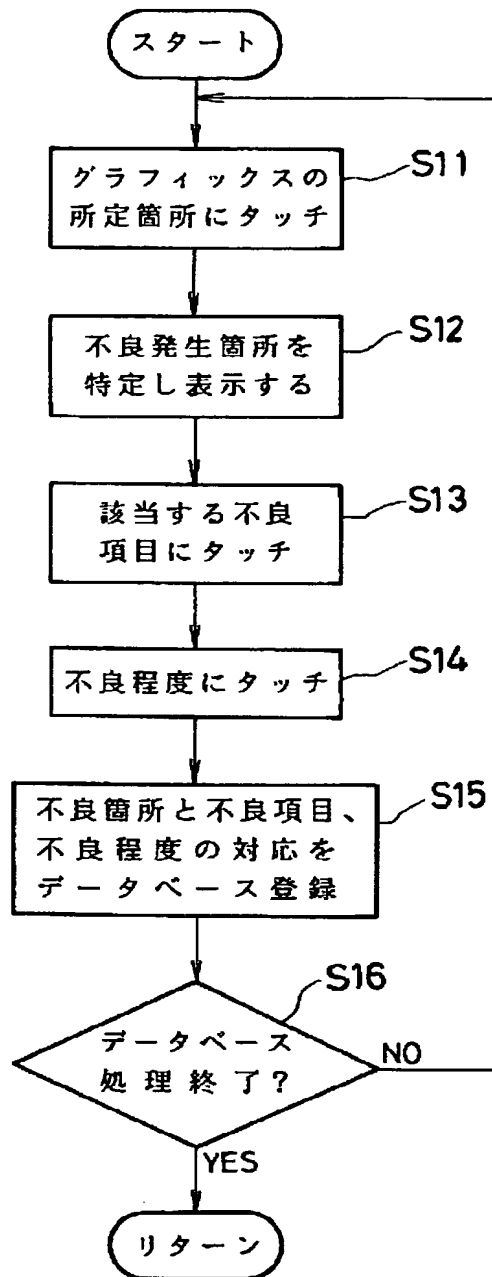 スタート
グラフィックスの
所定箇所にタッチ
S11
不良発生箇所を
特定し表示する
S12
該当する不良
項目にタッチ
S13
不良程度にタッチ
S14
不良箇所と不良項目、
不良程度の対応を
データベース登録
S15
S16
データベース
処理終了?
NO
YES
リターン